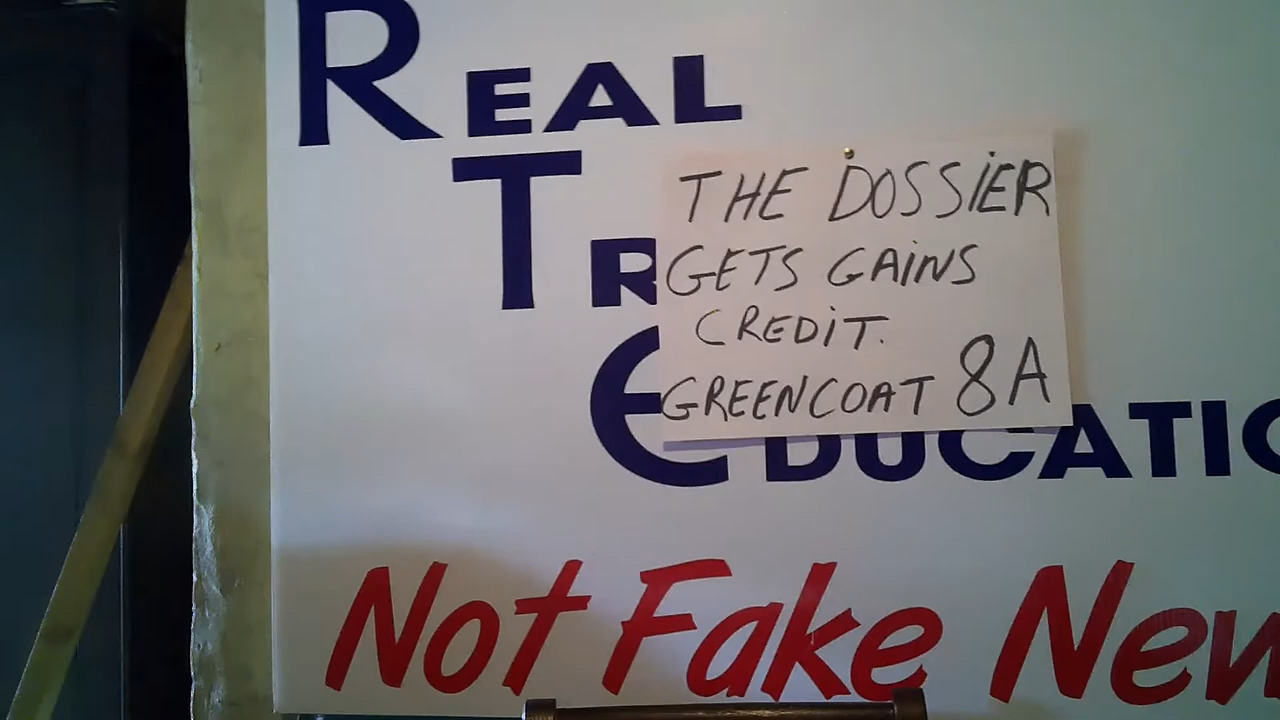 REAL
TR
THE DOSSIER
GETS GAINS
CREDIT.
GREENCOAT 8A
EDUCATIO
Not Fake New